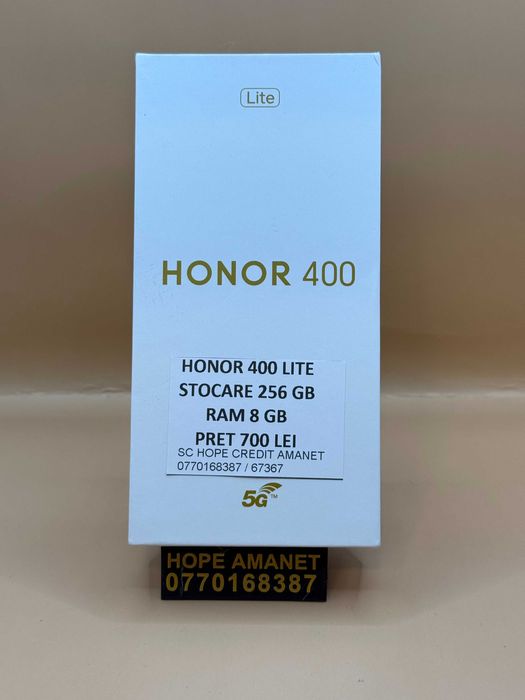 Lite
HONOR 400
HONOR 400 LITE
STOCARE 256 GB
RAM 8 GB
PRET 700 LEI
SC HOPE CREDIT AMANET
0770168387 / 67367
5G™
HOPE AMANET
0770168387